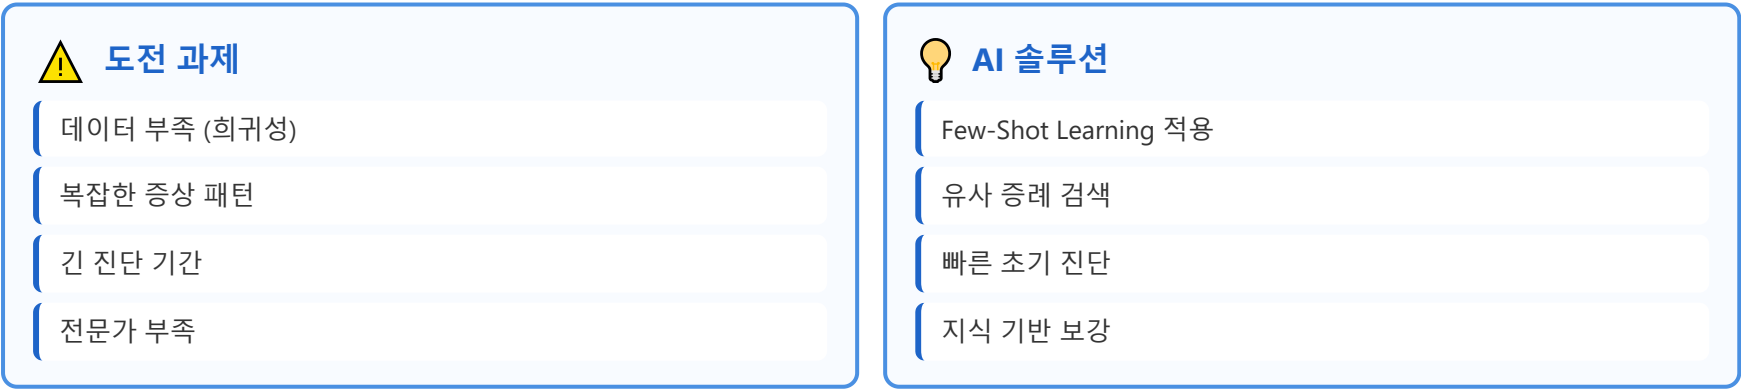 도전 과제
데이터 부족 (희귀성)
복잡한 증상 패턴
긴 진단 기간
전문가 부족
AI 솔루션
Few-Shot Learning 적용
유사 증례 검색
빠른 초기 진단
지식 기반 보강